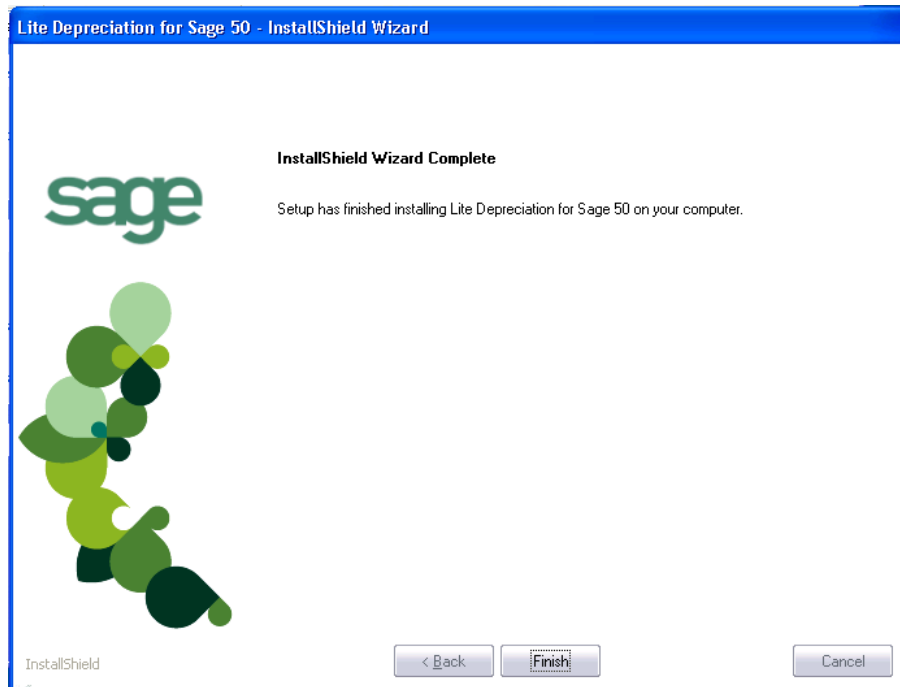 Lite Depreciation for Sage 50 - InstallShield Wizard
InstallShield Wizard Complete
sage
Setup has finished installing Lite Depreciation for Sage 50 on your computer.
InstallShield
< Back
Finish
Cancel